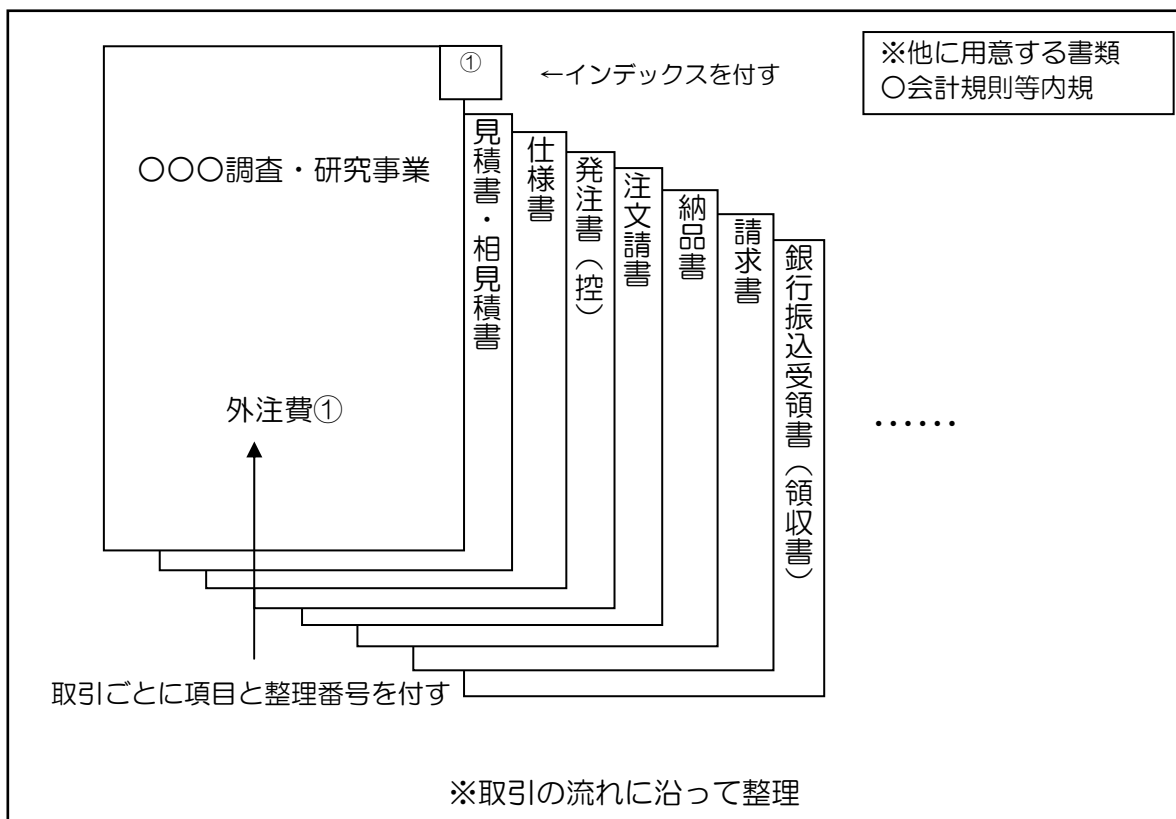 ①
←インデックスを付す
※他に用意する書類
〇会計規則等内規
〇〇〇調査・研究事業
見積書・相見積書
仕様書
発注書(控)
注文請書
納品書
請求書
銀行振込受領書(領収書)
……
外注費①
取引ごとに項目と整理番号を付す
※取引の流れに沿って整理